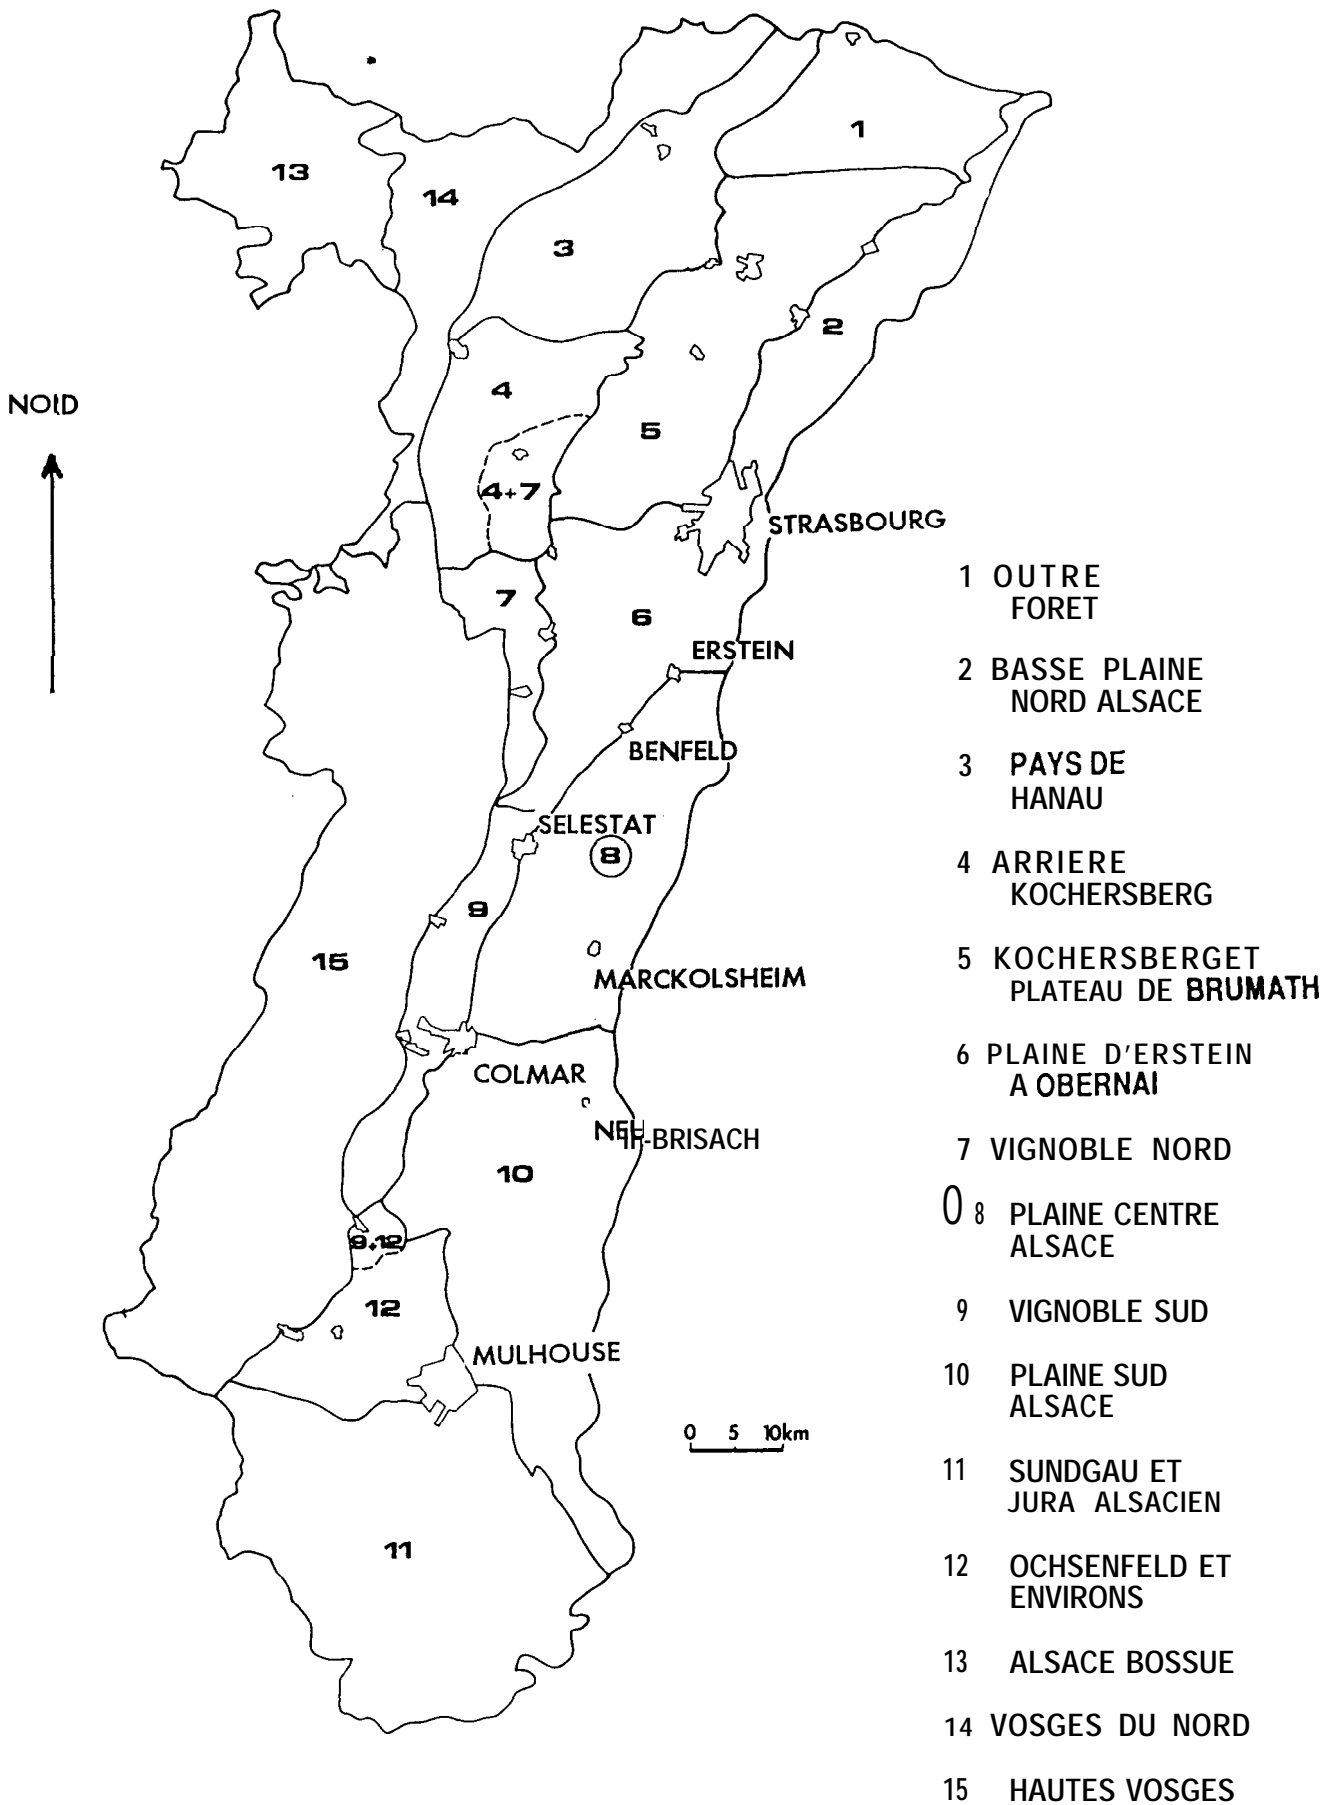 1
13
14
3
2
4
NOID
5
4+7
STRASBOURG
7
6
ERSTEIN
BENFELD
SELESTAT
8
9
15
MARCKOLSHEIM
COLMAR
-BRISACH
10
9+12
12
MULHOUSE
0 5 10km
11
1 OUTRE
FORET
2 BASSE PLAINE
NORD ALSACE
3 PAYS DE
HANAU
4 ARRIERE
KOCHERSBERG
5 KOCHERSBERGET
PLATEAU DE BRUMATH
6 PLAINE D'ERSTEIN
A OBERNAI
7 VIGNOBLE NORD
0 8 PLAINE CENTRE
ALSACE
9 VIGNOBLE SUD
10 PLAINE SUD
ALSACE
11 SUNDGAU ET
JURA ALSACIEN
12 OCHSENFELD ET
ENVIRONS
13 ALSACE BOSSUE
14 VOSGES DU NORD
15 HAUTES VOSGES